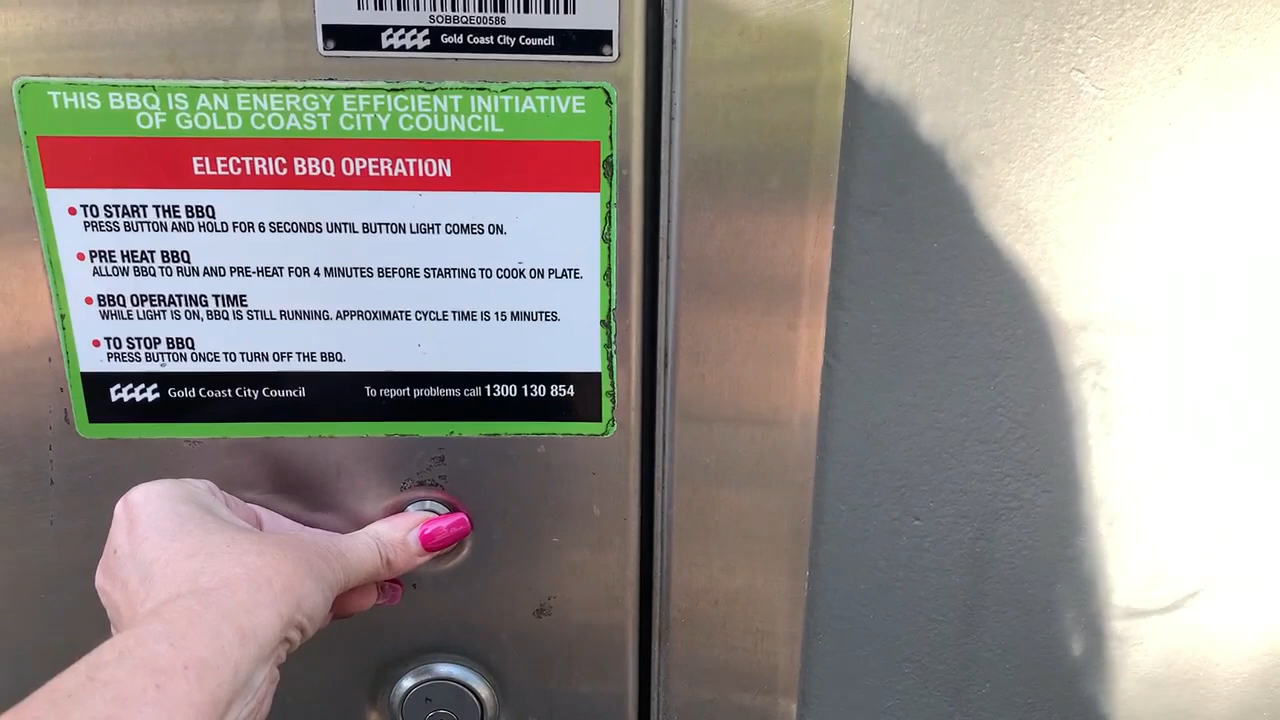 SOBBQE00586
Gold Coast City Council
THIS BBQ IS AN ENERGY EFFICIENT INITIATIVE
OF GOLD COAST CITY COUNCIL
ELECTRIC BBQ OPERATION
TO START THE BBQ
PRESS BUTTON AND HOLD FOR 6 SECONDS UNTIL BUTTON LIGHT COMES ON.
PRE HEAT BBQ
ALLOW BBQ TO RUN AND PRE-HEAT FOR 4 MINUTES BEFORE STARTING TO COOK ON PLATE.
BBQ OPERATING TIME
WHILE LIGHT IS ON, BBQ IS STILL RUNNING. APPROXIMATE CYCLE TIME IS 15 MINUTES.
TO STOP BBQ
PRESS BUTTON ONCE TO TURN OFF THE BBQ.
Gold Coast City Council To report problems call 1300 130 854